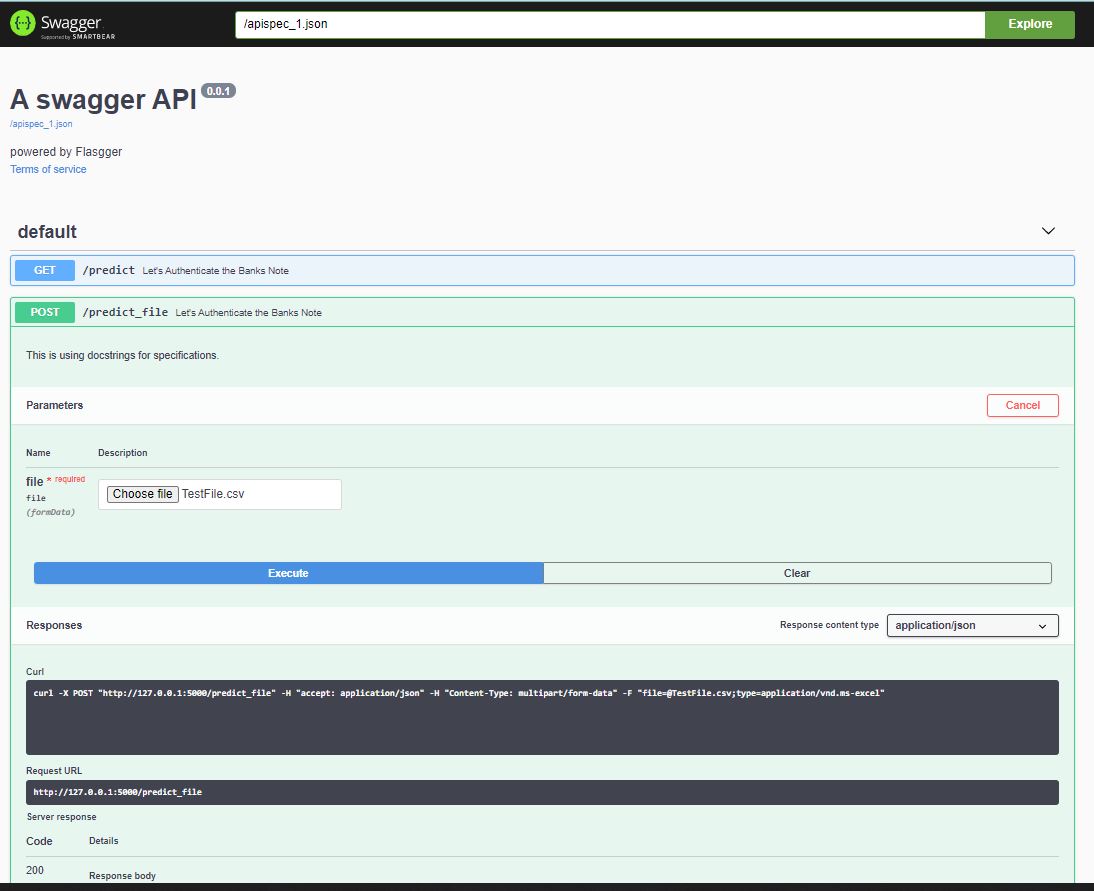 Swagger
Supported by SMARTBEAR
/apispec_1.json
Explore
A swagger API 0.0.1
/apispec_1.json
powered by Flasgger
Terms of service
default
GET /predict Let's Authenticate the Banks Note
POST /predict_file Let's Authenticate the Banks Note
This is using docstrings for specifications.
Parameters
Cancel
Name Description
file * required
file
(formData)
Choose file TestFile.csv
Execute Clear
Responses Response content type application/json
Curl
curl -X POST "http://127.0.0.1:5000/predict_file" -H "accept: application/json" -H "Content-Type: multipart/form-data" -F "file=@TestFile.csv;type=application/vnd.ms-excel"
Request URL
http://127.0.0.1:5000/predict_file
Server response
Code Details
200 Response body